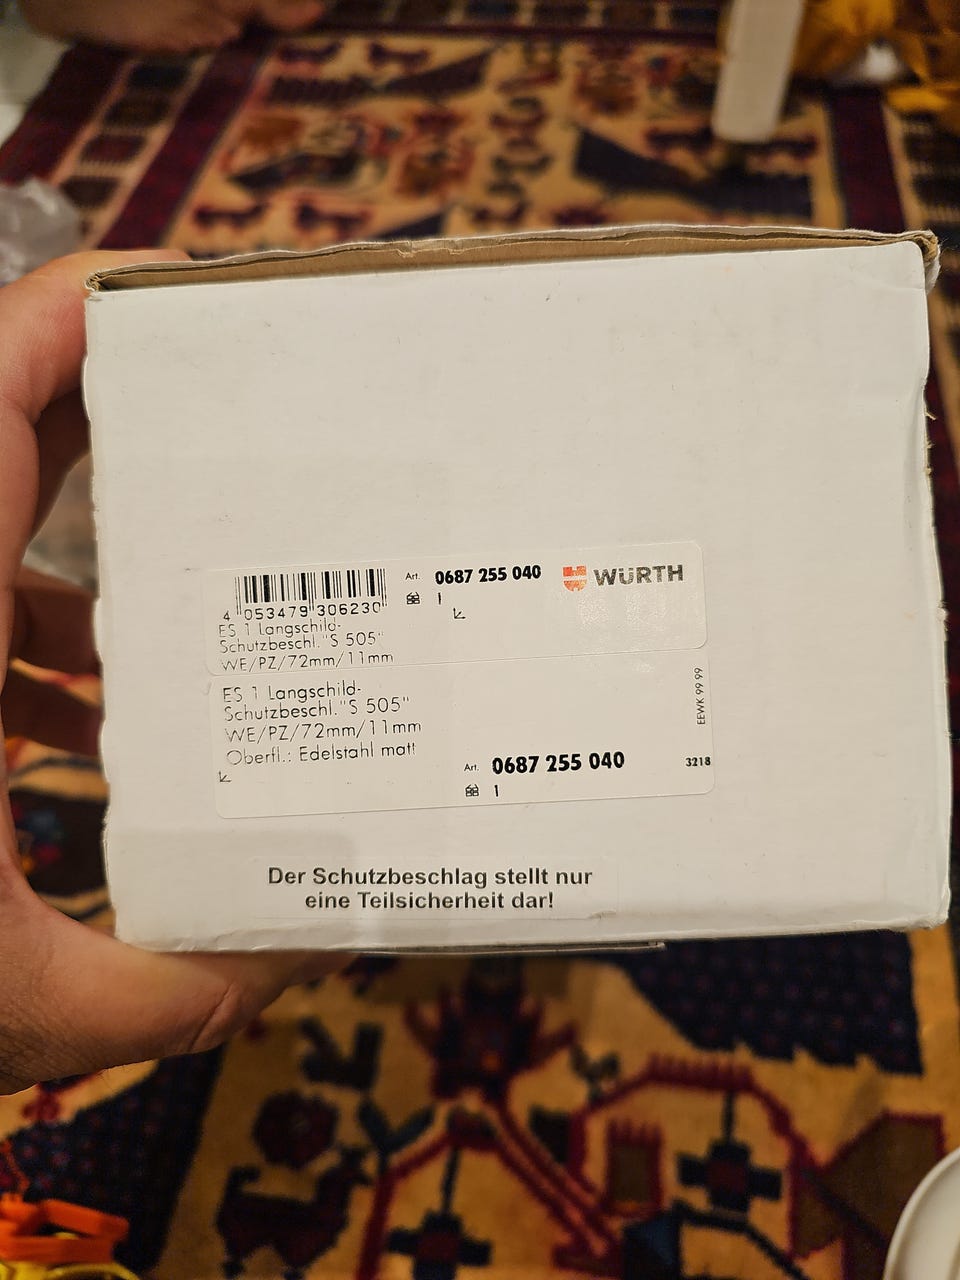 Art. 0687 255 040 WÜRTH
1
4 053479 306230
ES 1 Langschild-
Schutzbeschl."S 505"
WE/PZ/72mm/11mm
ES 1 Langschild-
Schutzbeschl."S 505"
WE/PZ/72mm/11mm
Oberfl.: Edelstahl matt
EEWK 99 99
Art. 0687 255 040
3218
1
Der Schutzbeschlag stellt nur
eine Teilsicherheit dar!